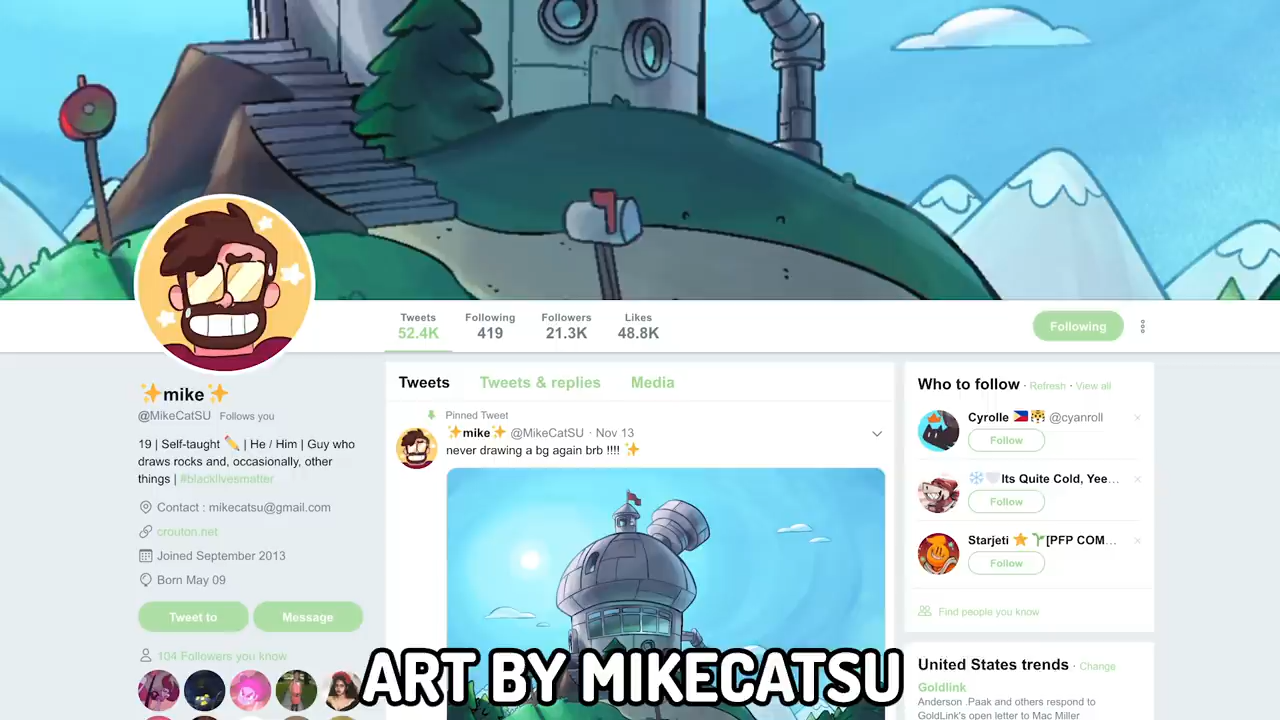 Tweets
52.4K
Following
419
Followers
21.3K
Likes
48.8K
Following
✨mike✨
@MikeCatSU Follows you
19 | Self-taught ✏️ | He / Him | Guy who
draws rocks and, occasionally, other
things | #blacklivesmatter
Contact : mikecatsu@gmail.com
crouton.net
Joined September 2013
Born May 09
Tweet to
Message
104 Followers you know
Tweets
Tweets & replies
Media
Pinned Tweet
✨mike✨ @MikeCatSU · Nov 13
never drawing a bg again brb !!!! ✨
Who to follow · Refresh · View all
Cyrolle 🇵🇭🐯 @cyanroll
Follow
Its Quite Cold, Yee...
Follow
Starjeti ⭐🌱[PFP COM...
Follow
Find people you know
United States trends · Change
Goldlink
Anderson .Paak and others respond to
GoldLink's open letter to Mac Miller
ART BY MIKECATSU